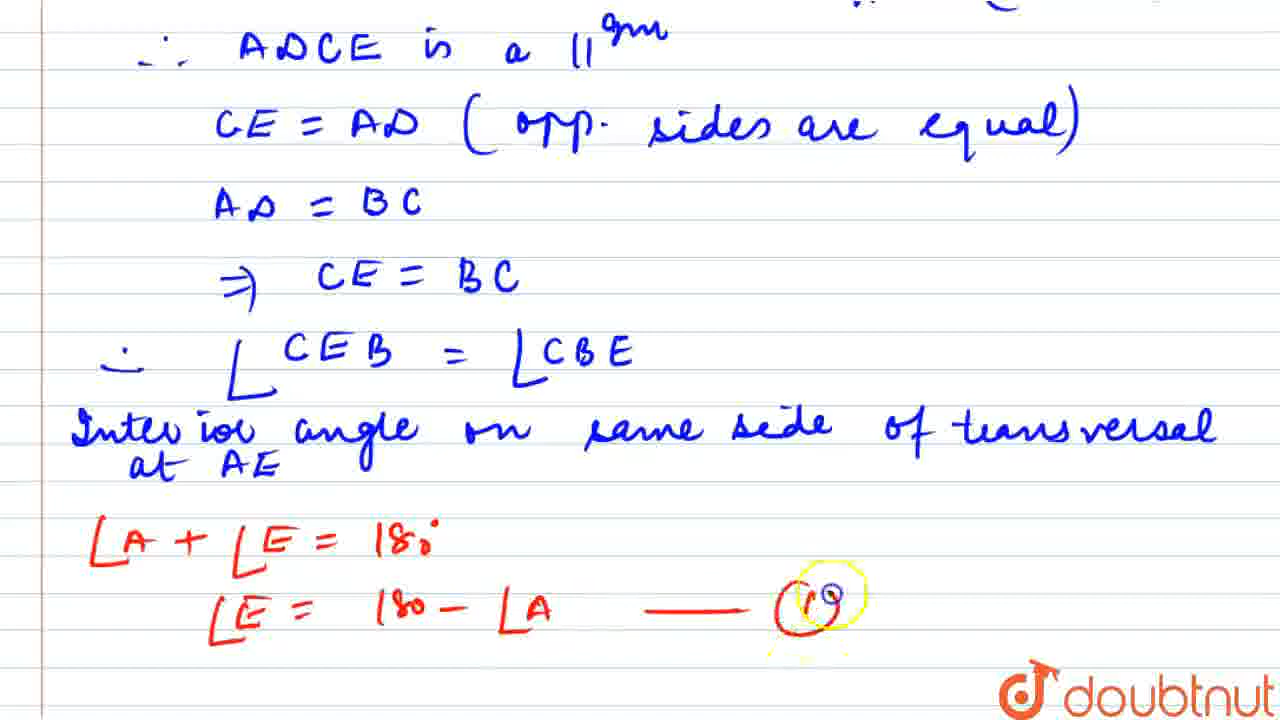 ∴ ADCE is a ||gm
CE = AD (opp. sides are equal)
AD = BC
⇒ CE = BC
∴ ∠CEB = ∠CBE
Interior angle on same side of transversal
at AE
∠A + ∠E = 180°
∠E = 180 - ∠A —
doubtnut